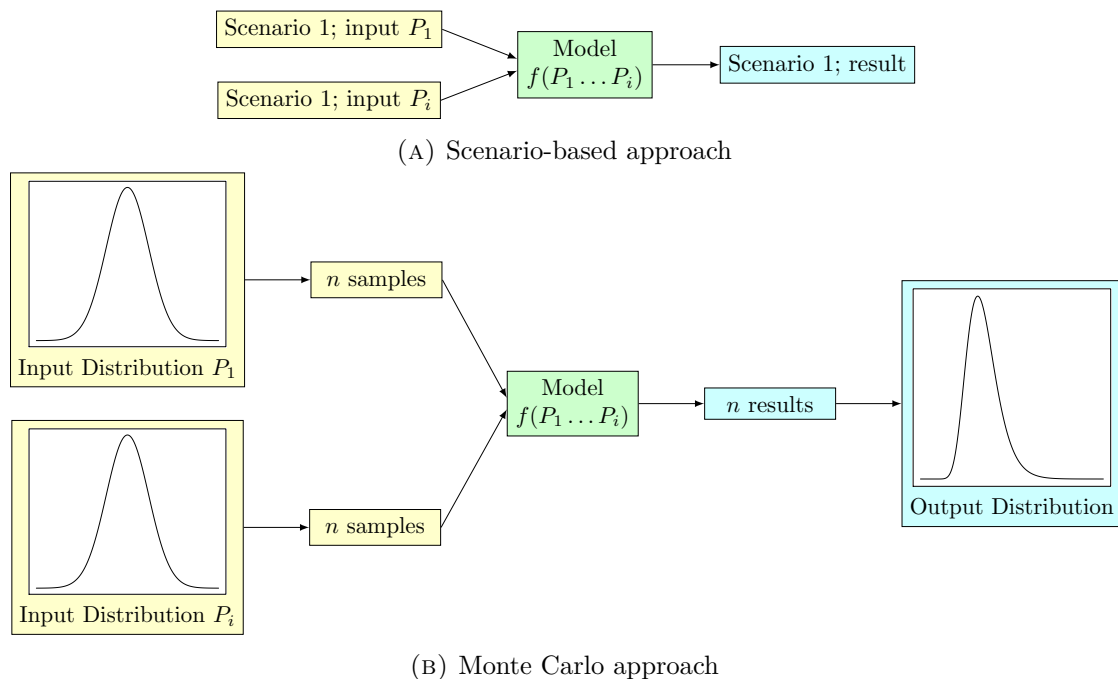 Scenario 1; input P₁
Scenario 1; input Pᵢ
Model
f(P₁ … Pᵢ)
Scenario 1; result
(A) Scenario-based approach
Input Distribution P₁
n samples
Input Distribution Pᵢ
n samples
Model
f(P₁ … Pᵢ)
n results
Output Distribution
(B) Monte Carlo approach